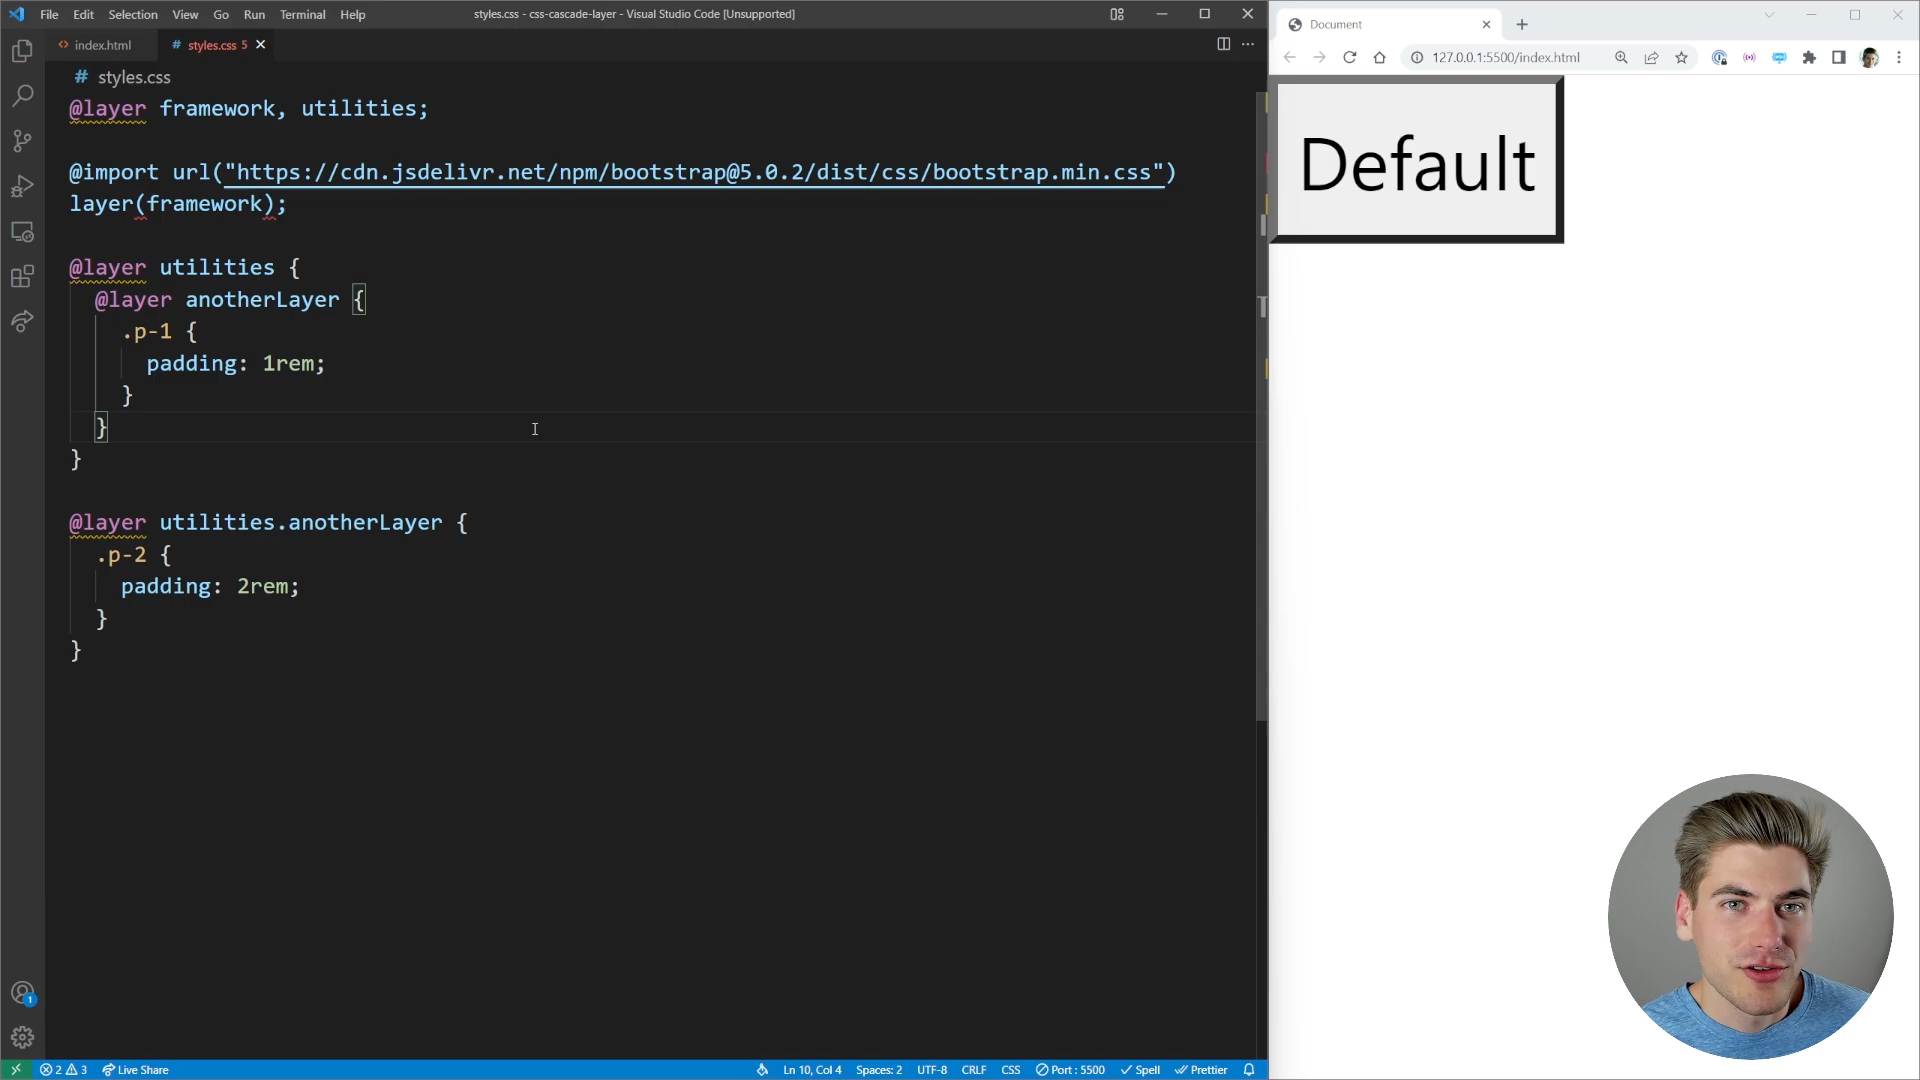 File Edit Selection View Go Run Terminal Help
styles.css - css-cascade-layer - Visual Studio Code [Unsupported]
index.html
# styles.css 5
# styles.css
@layer framework, utilities;
@import url("https://cdn.jsdelivr.net/npm/bootstrap@5.0.2/dist/css/bootstrap.min.css")
layer(framework);
@layer utilities {
@layer anotherLayer {
.p-1 {
padding: 1rem;
}
}
}
@layer utilities.anotherLayer {
.p-2 {
padding: 2rem;
}
}
2 3 Live Share
Ln 10, Col 4 Spaces: 2 UTF-8 CRLF CSS Port : 5500 Spell Prettier
1
Document
127.0.0.1:5500/index.html
Default